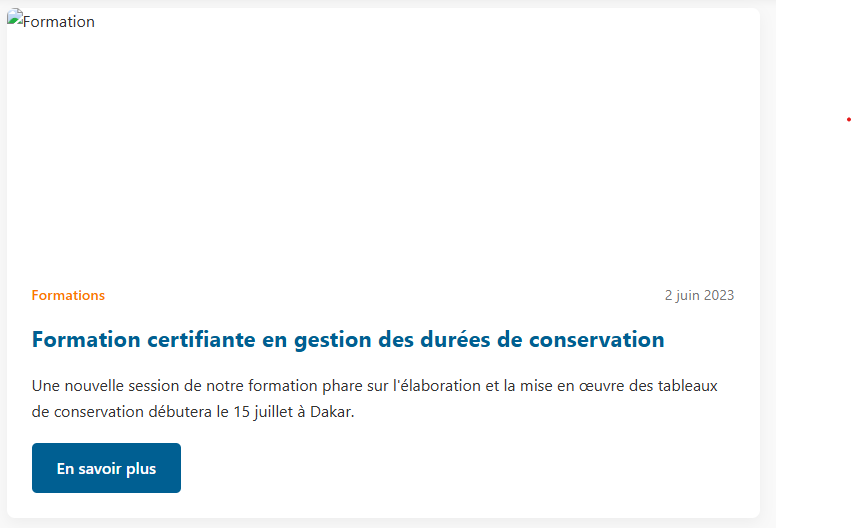 Formation
Formations
2 juin 2023
Formation certifiante en gestion des durées de conservation
Une nouvelle session de notre formation phare sur l'élaboration et la mise en œuvre des tableaux
de conservation débutera le 15 juillet à Dakar.
En savoir plus